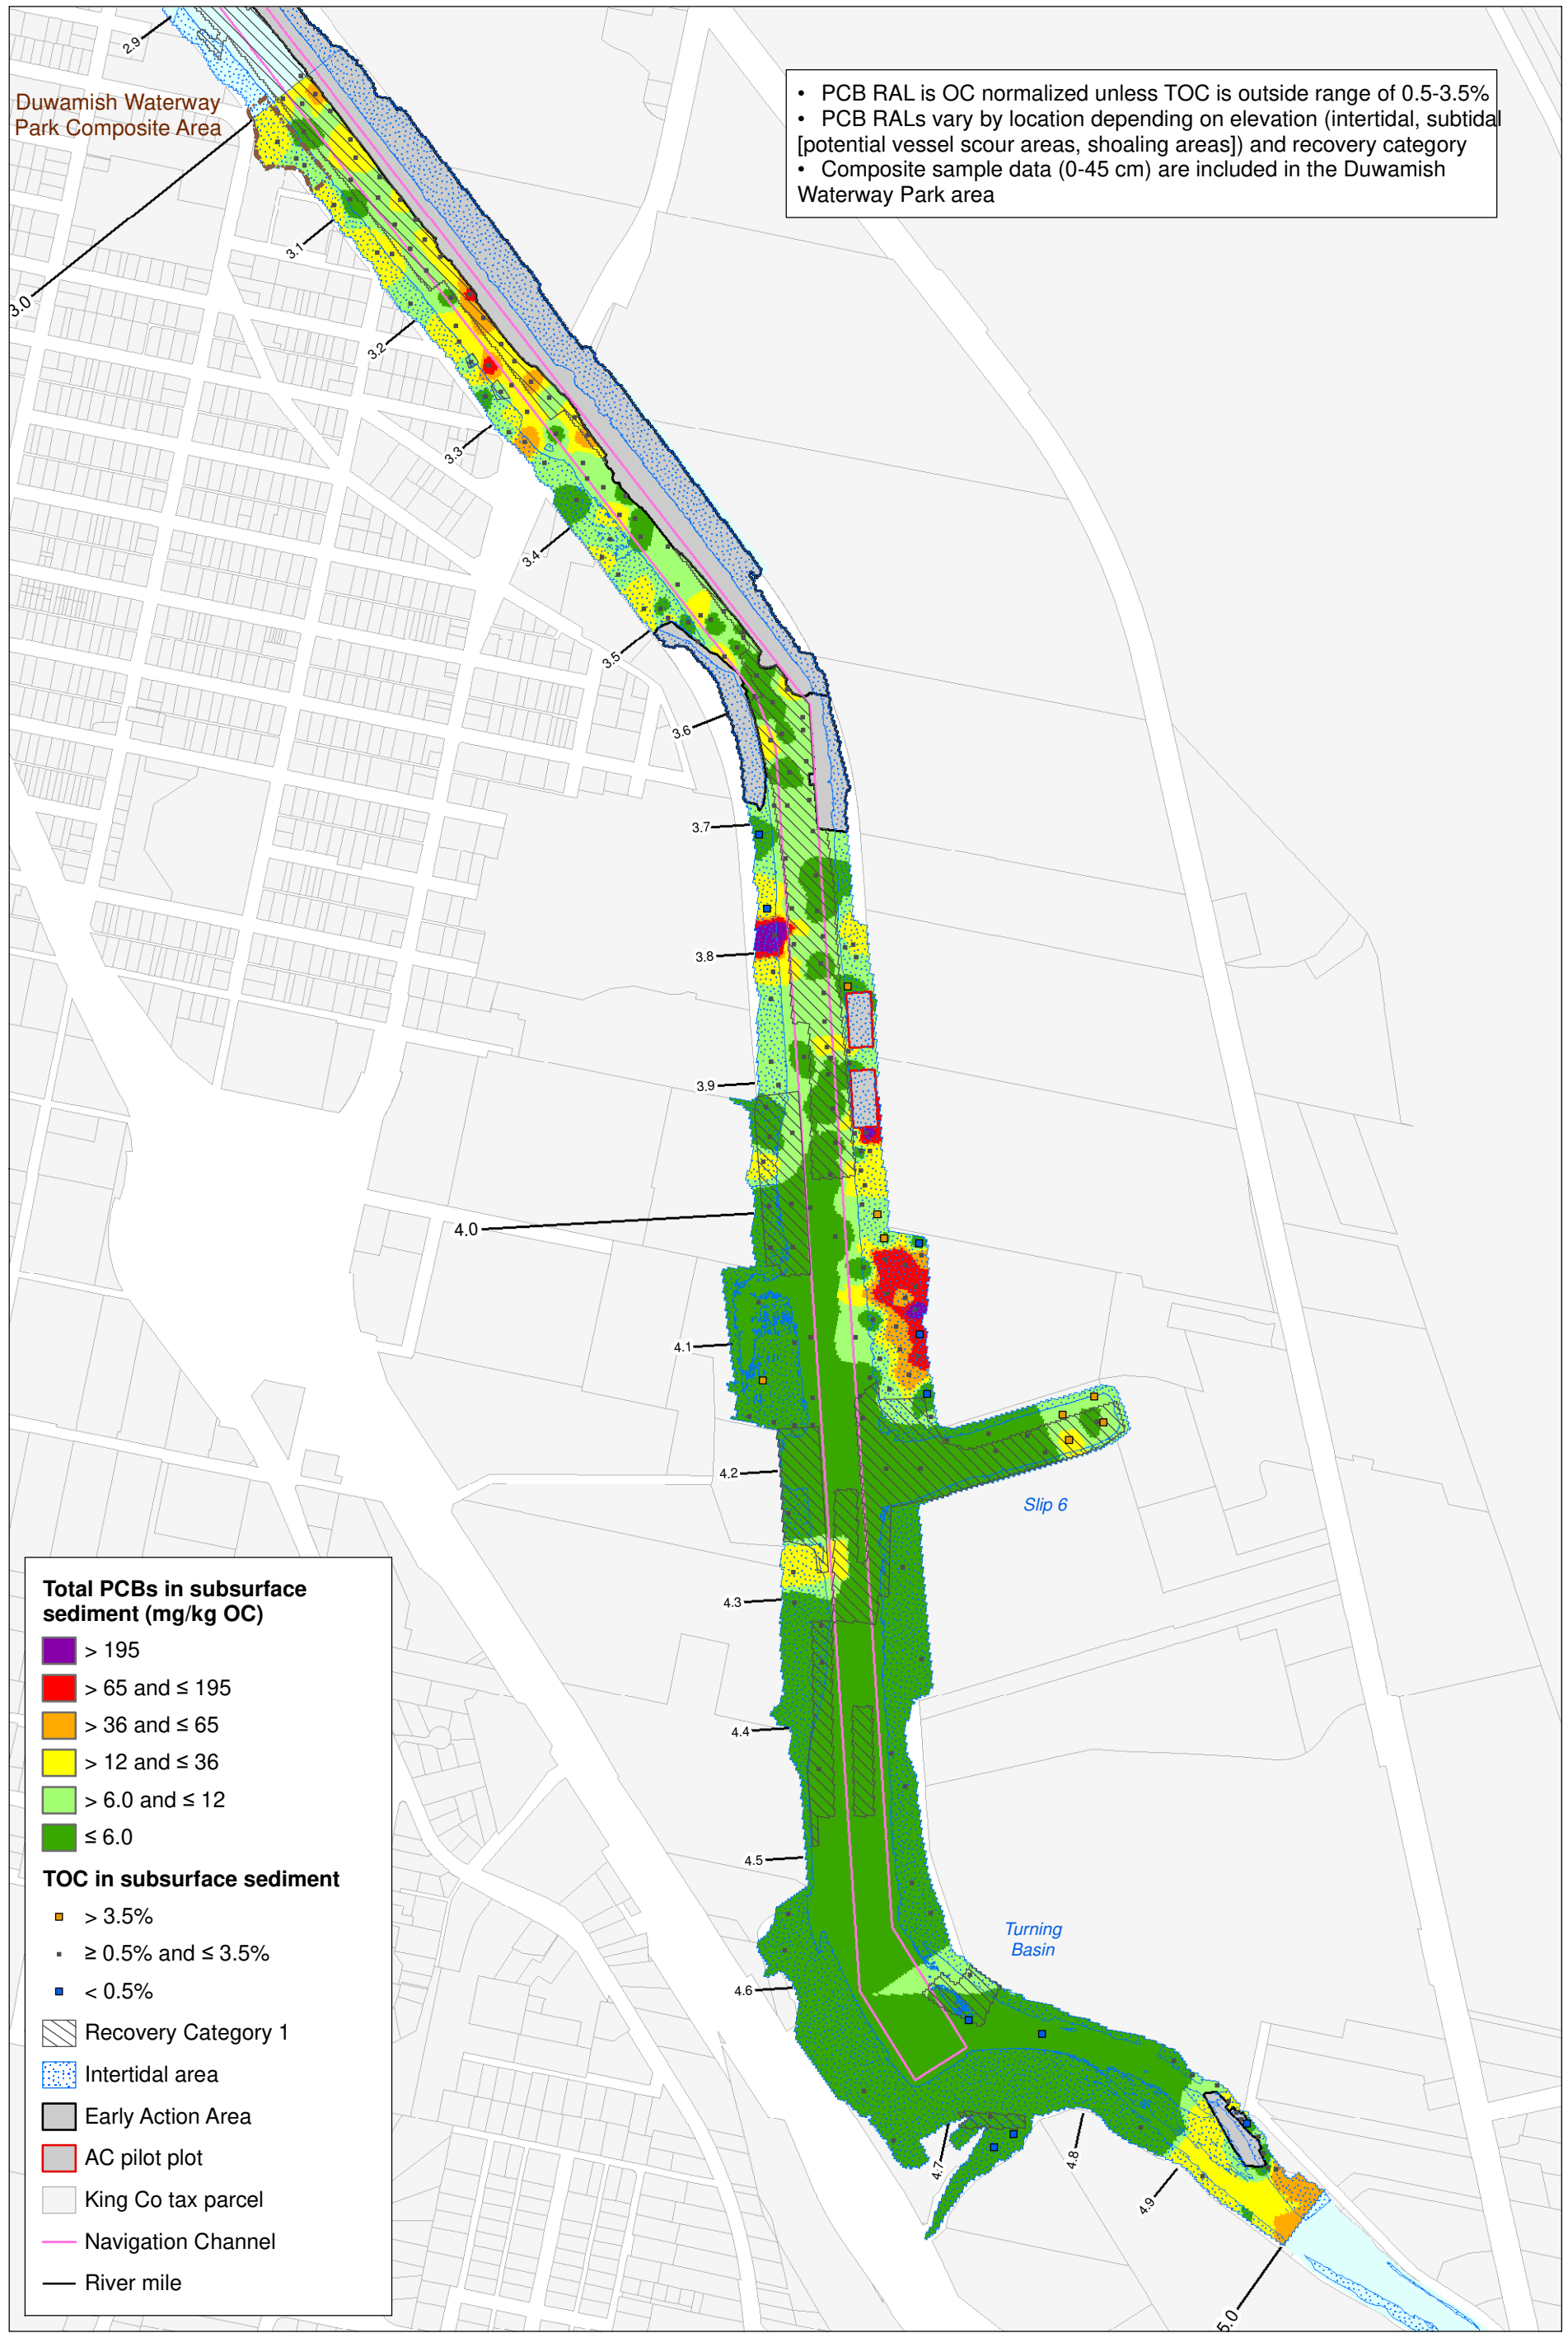 2.9
Duwamish Waterway
Park Composite Area
• PCB RAL is OC normalized unless TOC is outside range of 0.5-3.5%
• PCB RALs vary by location depending on elevation (intertidal, subtidal
[potential vessel scour areas, shoaling areas]) and recovery category
• Composite sample data (0-45 cm) are included in the Duwamish
Waterway Park area
3.0
3.1
3.2
3.3
3.4
3.5
3.6
3.7
3.8
3.9
4.0
4.1
4.2
Slip 6
4.3
4.4
4.5
Turning
Basin
4.6
4.7
4.8
4.9
5.0
Total PCBs in subsurface
sediment (mg/kg OC)
> 195
> 65 and ≤ 195
> 36 and ≤ 65
> 12 and ≤ 36
> 6.0 and ≤ 12
≤ 6.0
TOC in subsurface sediment
> 3.5%
≥ 0.5% and ≤ 3.5%
< 0.5%
Recovery Category 1
Intertidal area
Early Action Area
AC pilot plot
King Co tax parcel
Navigation Channel
River mile